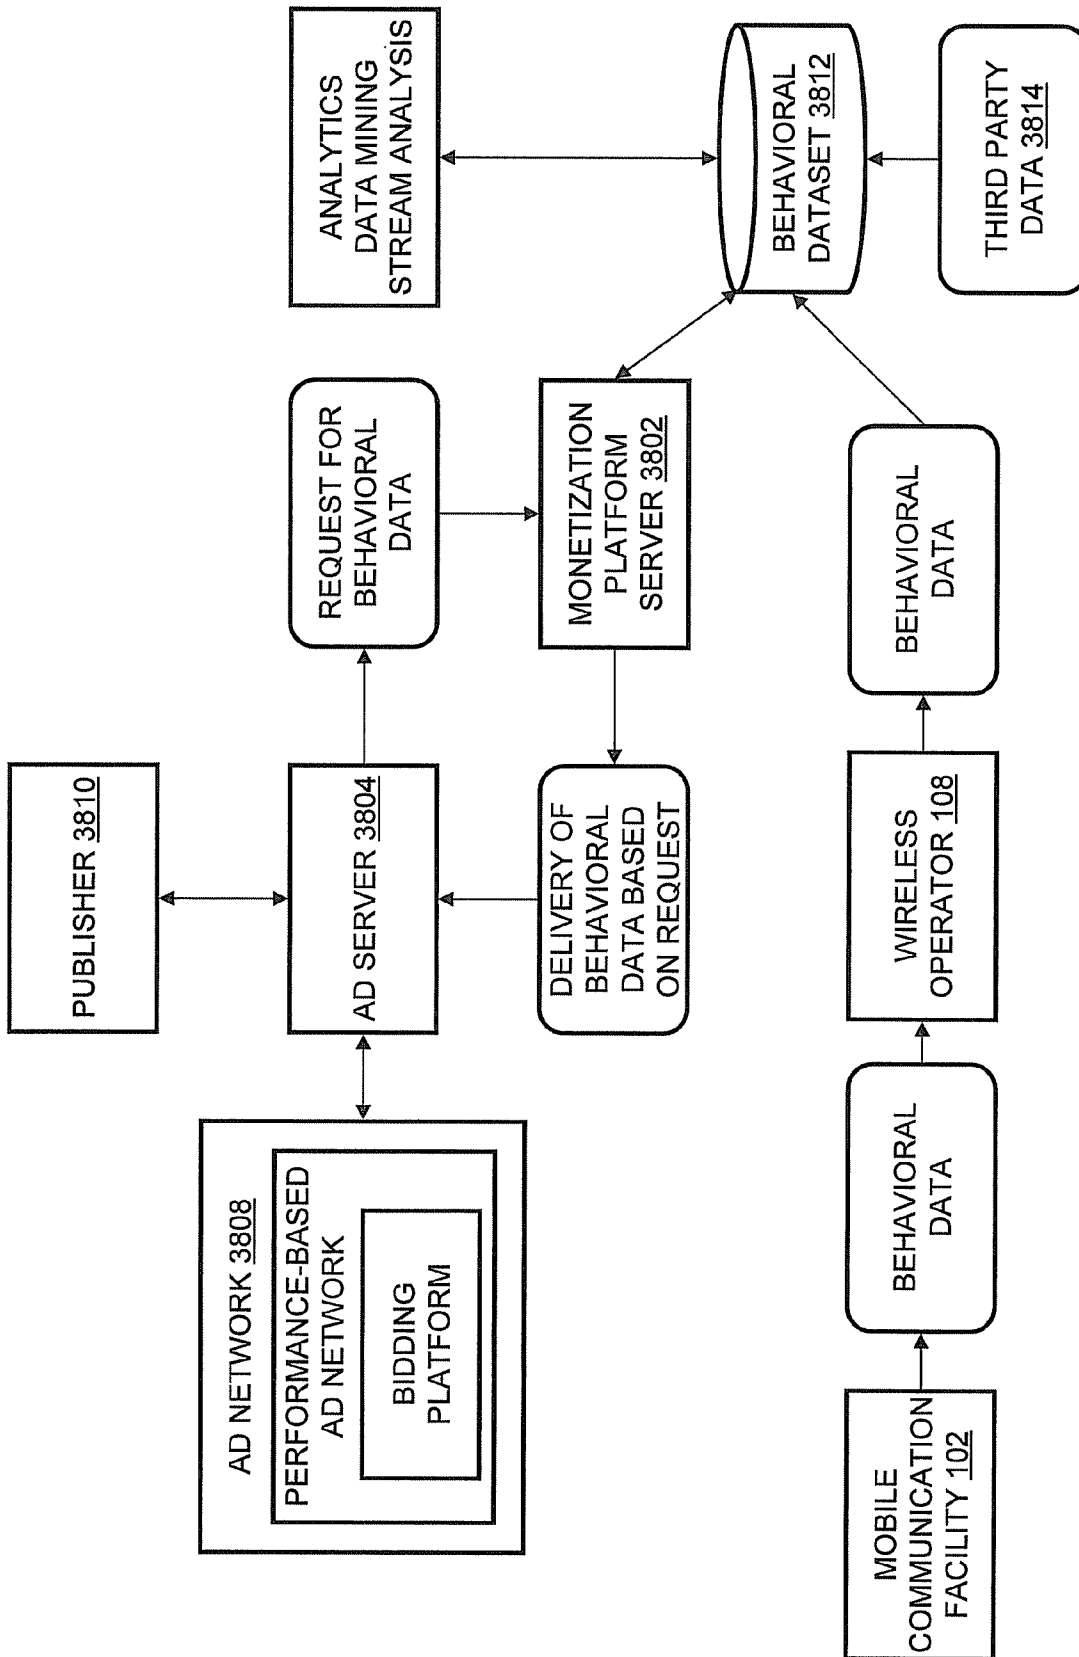 PUBLISHER 3810
AD NETWORK 3808
PERFORMANCE-BASED
AD NETWORK
BIDDING
PLATFORM
AD SERVER 3804
REQUEST FOR
BEHAVIORAL
DATA
ANALYTICS
DATA MINING
STREAM ANALYSIS
DELIVERY OF
BEHAVIORAL
DATA BASED
ON REQUEST
MONETIZATION
PLATFORM
SERVER 3802
BEHAVIORAL
DATASET 3812
MOBILE
COMMUNICATION
FACILITY 102
BEHAVIORAL
DATA
WIRELESS
OPERATOR 108
BEHAVIORAL
DATA
THIRD PARTY
DATA 3814